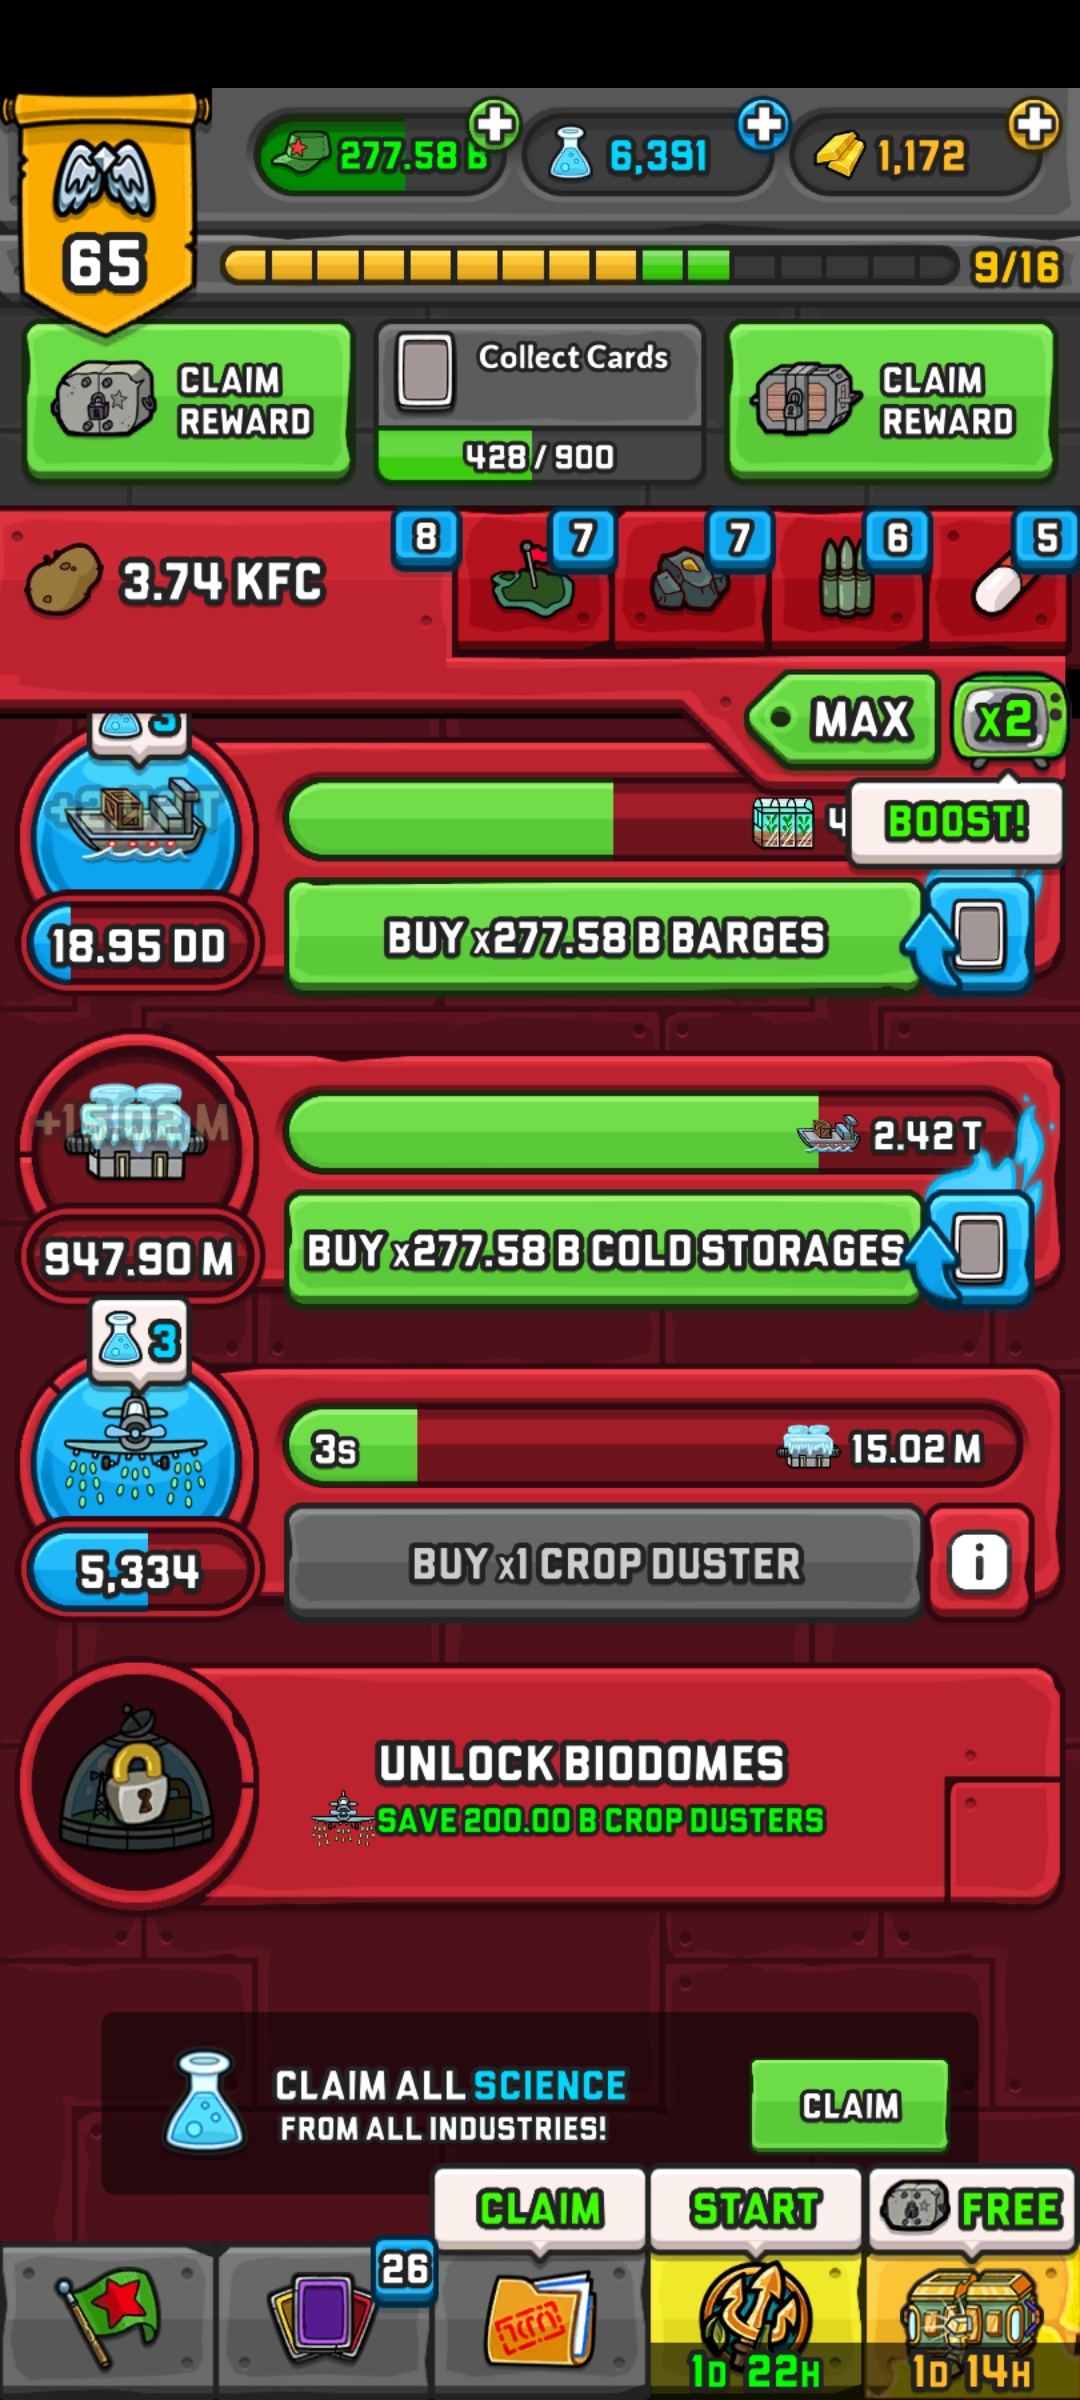 277.58 B
6,391
1,172
65
9/16
CLAIM
REWARD
Collect Cards
428 / 900
CLAIM
REWARD
3.74 KFC
8
7
7
6
5
MAX
x2
BOOST!
3
4
18.95 DD
BUY x277.58 B BARGES
+15.02 M
2.42 T
947.90 M
BUY x277.58 B COLD STORAGES
3
3s
15.02 M
5,334
BUY x1 CROP DUSTER
i
UNLOCK BIODOMES
SAVE 200.00 B CROP DUSTERS
CLAIM ALL SCIENCE
FROM ALL INDUSTRIES!
CLAIM
CLAIM
START
FREE
26
1D 22H
1D 14H